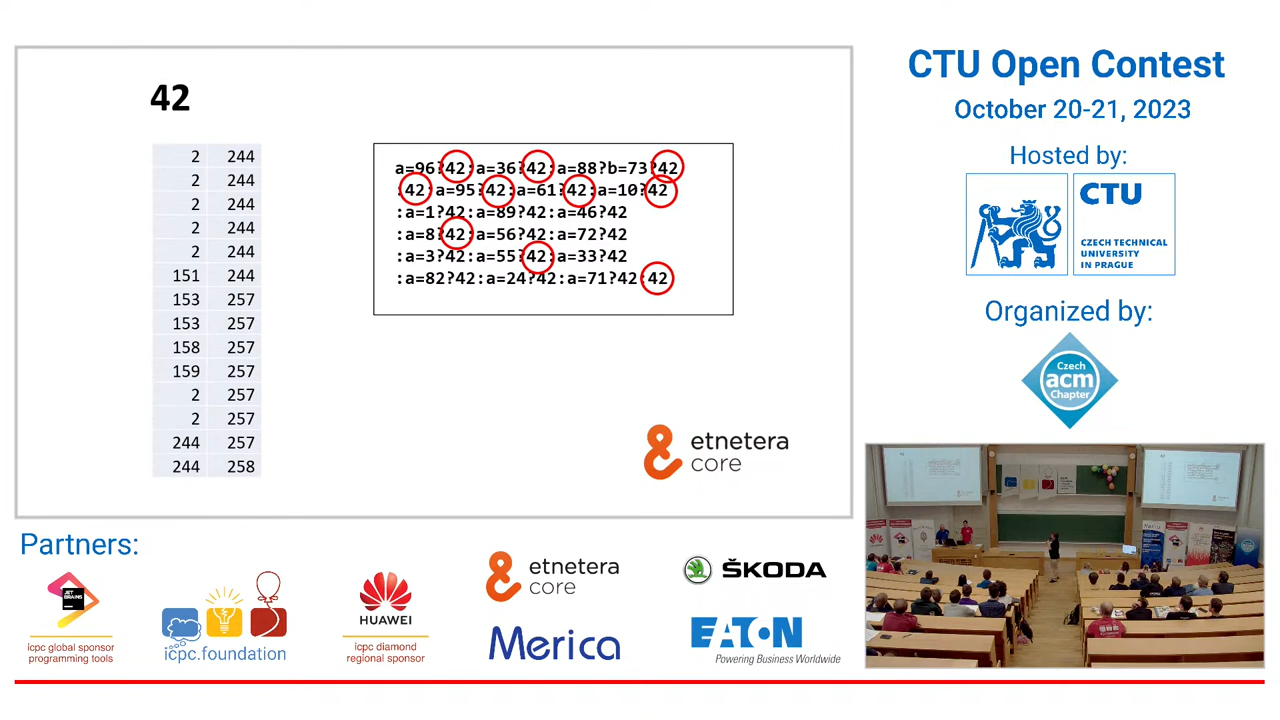 42
2 244
2 244
2 244
2 244
2 244
151 244
153 257
153 257
158 257
159 257
2 257
2 257
244 257
244 258
a=96?42:a=36?42:a=88?b=73?42
:42:a=95?42:a=61?42:a=10?42
:a=1?42:a=89?42:a=46?42
:a=8?42:a=56?42:a=72?42
:a=3?42:a=55?42:a=33?42
:a=82?42:a=24?42:a=71?42:42
etnetera
core
CTU Open Contest
October 20-21, 2023
Hosted by:
CTU
CZECH TECHNICAL
UNIVERSITY
IN PRAGUE
Organized by:
Czech
acm
Chapter
Partners:
JET
BRAINS
icpc global sponsor
programming tools
icpc.foundation
HUAWEI
icpc diamond
regional sponsor
etnetera
core
Merica
ŠKODA
EATON
Powering Business Worldwide